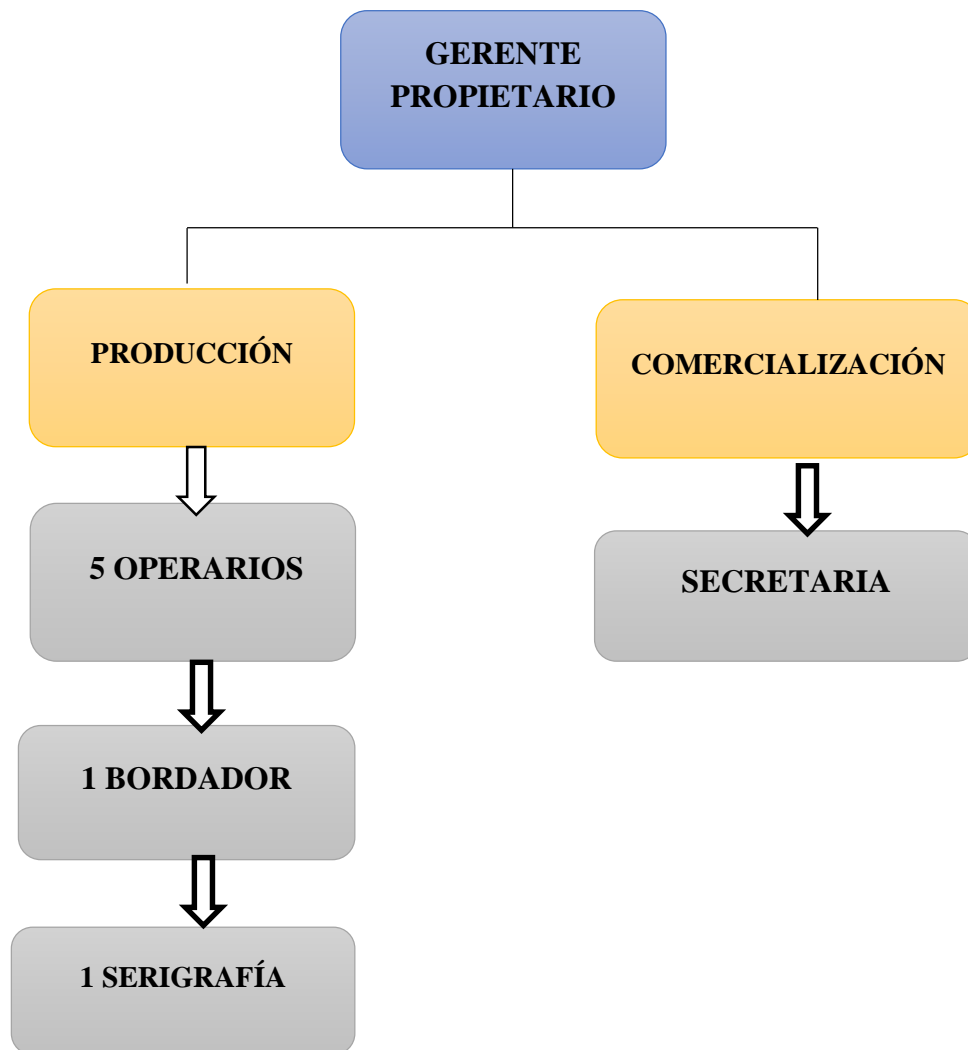 GERENTE
PROPIETARIO
PRODUCCIÓN
COMERCIALIZACIÓN
5 OPERARIOS
SECRETARIA
1 BORDADOR
1 SERIGRAFÍA